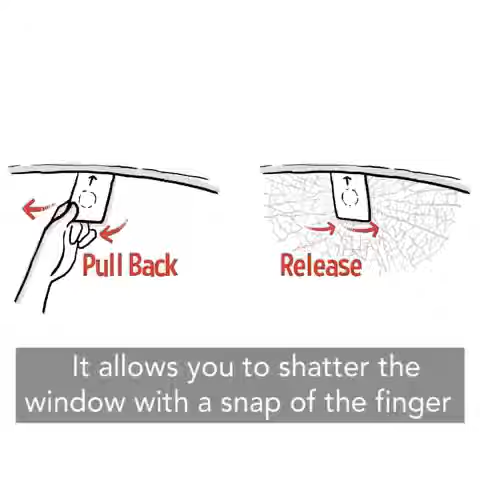 Pull Back
Release
It allows you to shatter the
window with a snap of the finger